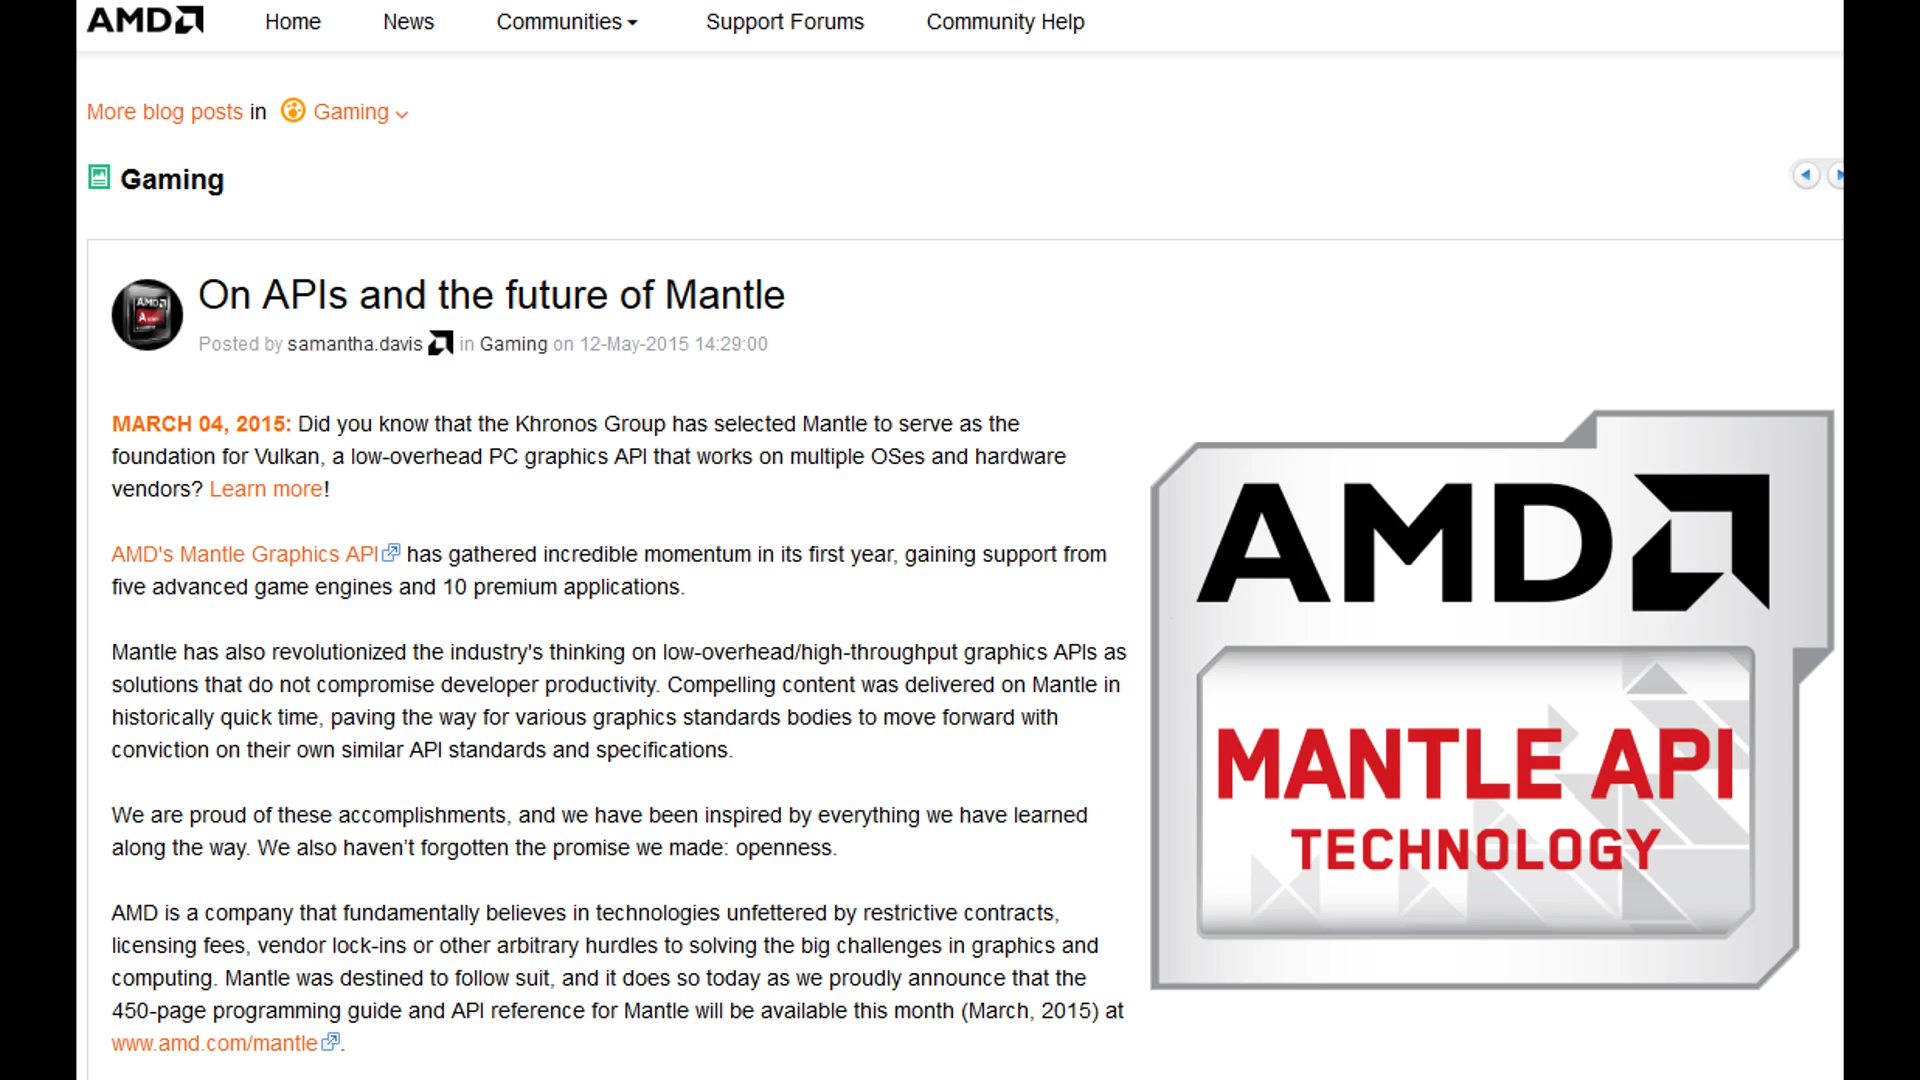 AMD Home News Communities Support Forums Community Help
More blog posts in Gaming
Gaming
On APIs and the future of Mantle
Posted by samantha.davis in Gaming on 12-May-2015 14:29:00
MARCH 04, 2015: Did you know that the Khronos Group has selected Mantle to serve as the
foundation for Vulkan, a low-overhead PC graphics API that works on multiple OSes and hardware
vendors? Learn more!
AMD's Mantle Graphics API has gathered incredible momentum in its first year, gaining support from
five advanced game engines and 10 premium applications.
Mantle has also revolutionized the industry's thinking on low-overhead/high-throughput graphics APIs as
solutions that do not compromise developer productivity. Compelling content was delivered on Mantle in
historically quick time, paving the way for various graphics standards bodies to move forward with
conviction on their own similar API standards and specifications.
We are proud of these accomplishments, and we have been inspired by everything we have learned
along the way. We also haven’t forgotten the promise we made: openness.
AMD is a company that fundamentally believes in technologies unfettered by restrictive contracts,
licensing fees, vendor lock-ins or other arbitrary hurdles to solving the big challenges in graphics and
computing. Mantle was destined to follow suit, and it does so today as we proudly announce that the
450-page programming guide and API reference for Mantle will be available this month (March, 2015) at
www.amd.com/mantle.
AMD
MANTLE API
TECHNOLOGY